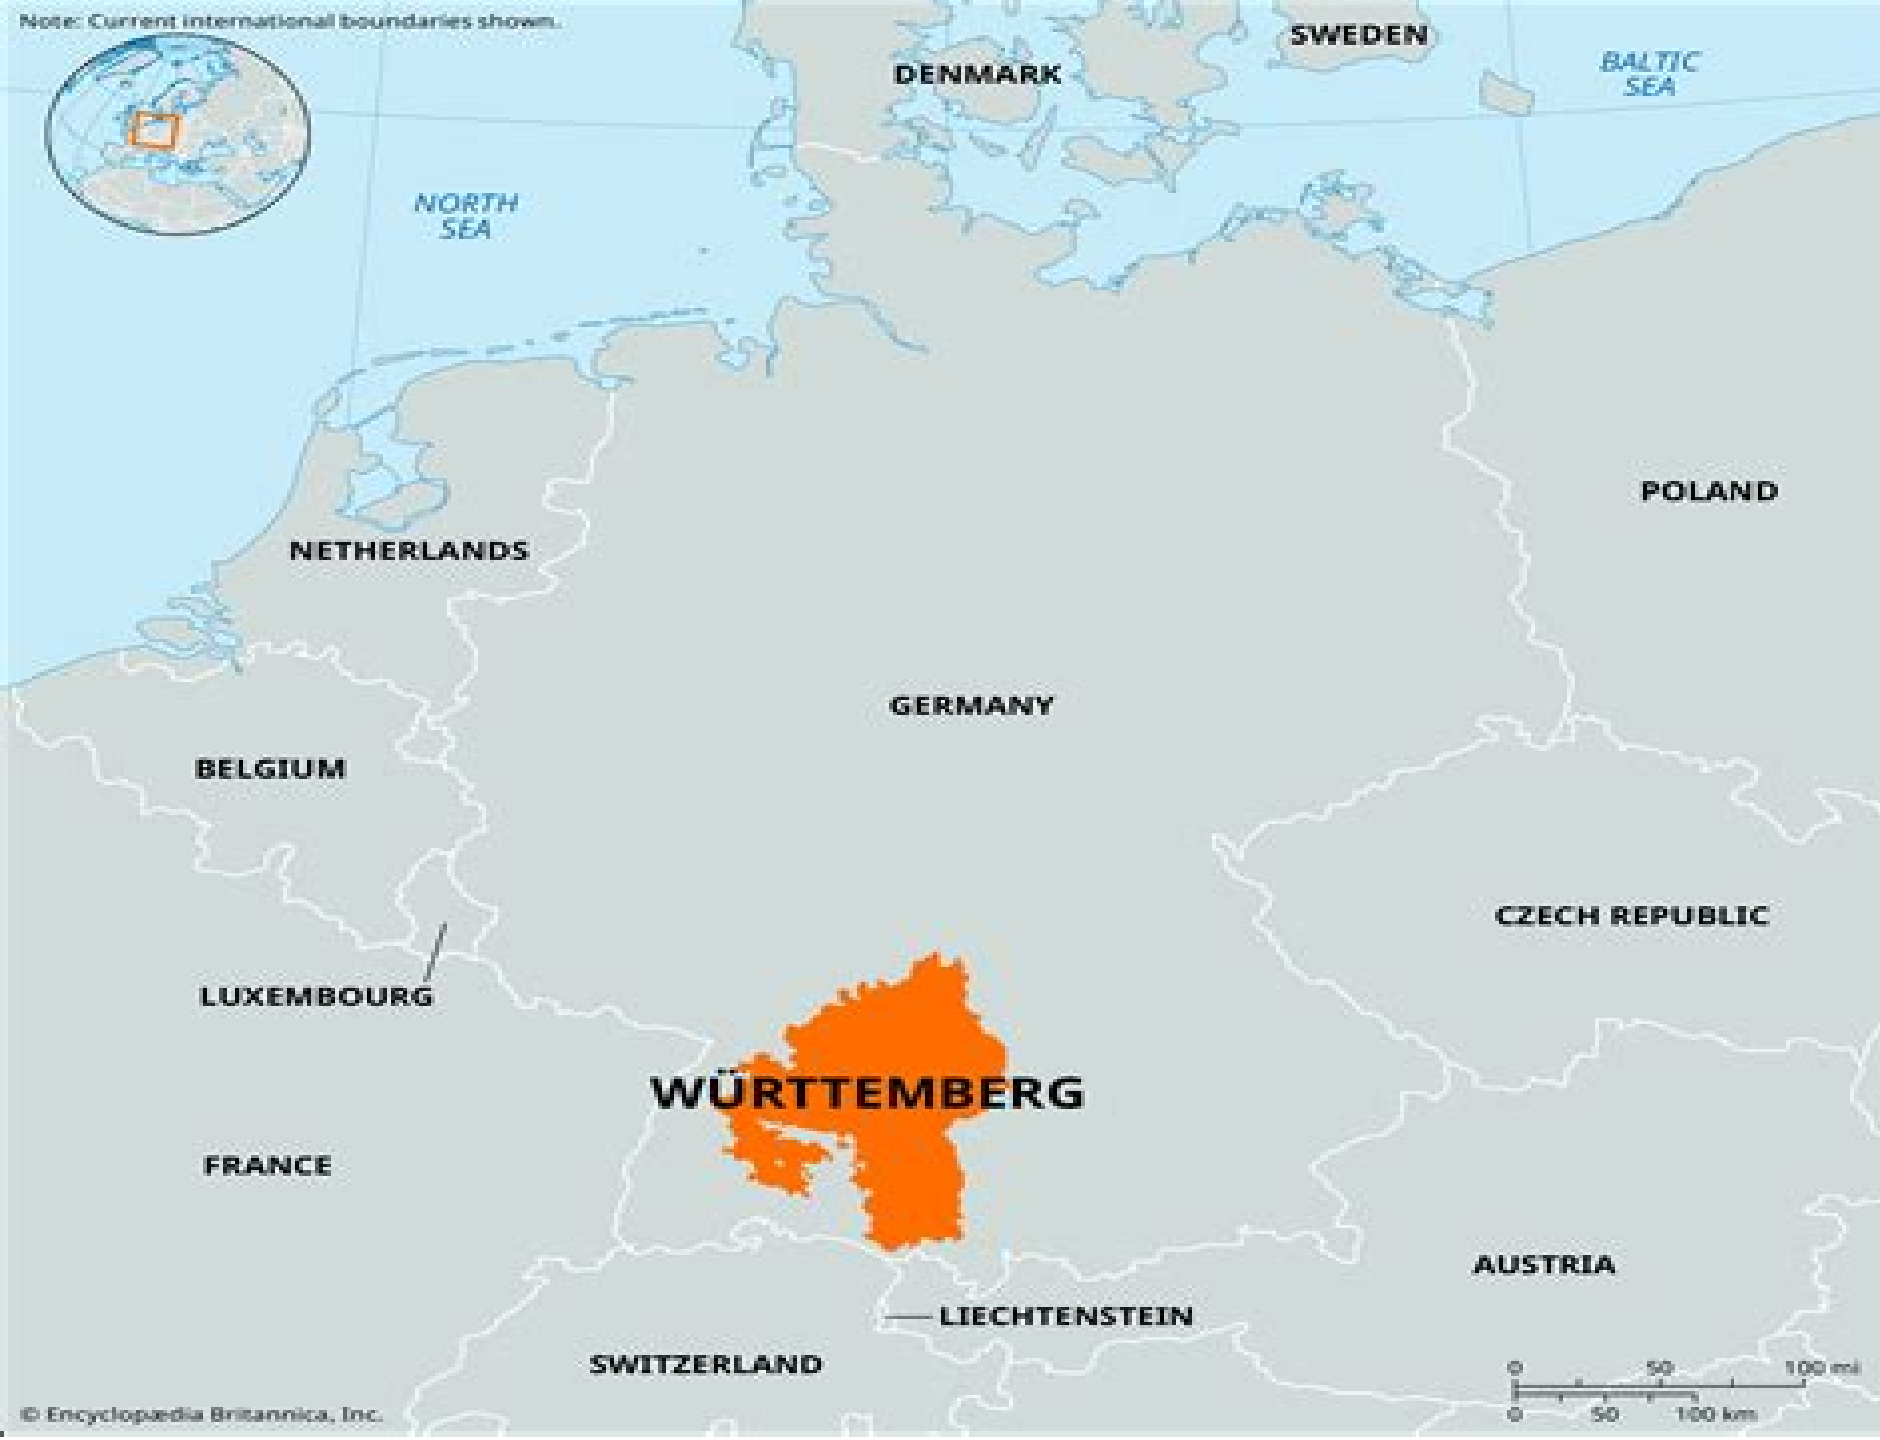 Note: Current international boundaries shown.
SWEDEN
DENMARK
BALTIC
SEA
NORTH
SEA
POLAND
NETHERLANDS
GERMANY
BELGIUM
CZECH REPUBLIC
LUXEMBOURG
WÜRTTEMBERG
FRANCE
AUSTRIA
LIECHTENSTEIN
SWITZERLAND
0 50 100 mi
0 50 100 km
© Encyclopædia Britannica, Inc.